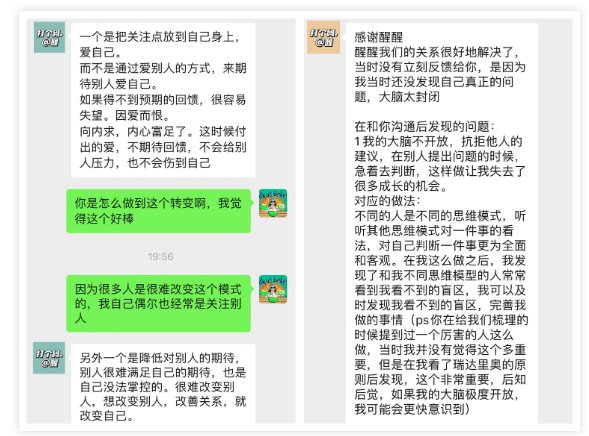 打个码,
@醒
一个是把关注点放到自己身上，
爱自己。
而不是通过爱别人的方式，来期
待别人爱自己。
如果得不到预期的回馈，很容易
失望。因爱而恨。
向内求，内心富足了。这时候付
出的爱，不期待回馈，不会给别
人压力，也不会伤到自己
你是怎么做到这个转变啊，我觉
得这个好棒
19:56
因为很多人是很难改变这个模式
的，我自己偶尔也经常是关注别
人
打个码,
@醒
另外一个是降低对别人的期待，
别人很难满足自己的期待，也是
自己没法掌控的。很难改变别
人，想改变别人，改善关系，就
改变自己。
打个码,
@醒
感谢醒醒
醒醒我们的关系很好地解决了，
当时没有立刻反馈给你，是因为
我当时还没发现自己真正的问
题，大脑太封闭
在和你沟通后发现的问题：
1我的大脑不开放，抗拒他人的
建议，在别人提出问题的时候，
急着去判断，这样做让我失去了
很多成长的机会。
对应的做法：
不同的人是不同的思维模式，听
听其他思维模式对一件事的看
法，对自己判断一件事更为全面
和客观。在我这么做之后，我发
现了和我不同思维模型的人常常
看到我看不到的盲区，我可以及
时发现我看不到的盲区，完善我
做的事情（ps你在给我们梳理的
时候提到过一个厉害的人这么
做，当时我并没有觉得这个多重
要，但是在我看了瑞达里奥的原
则后发现，这个非常重要，后知
后觉，如果我的大脑极度开放，
我可能会更快意识到）